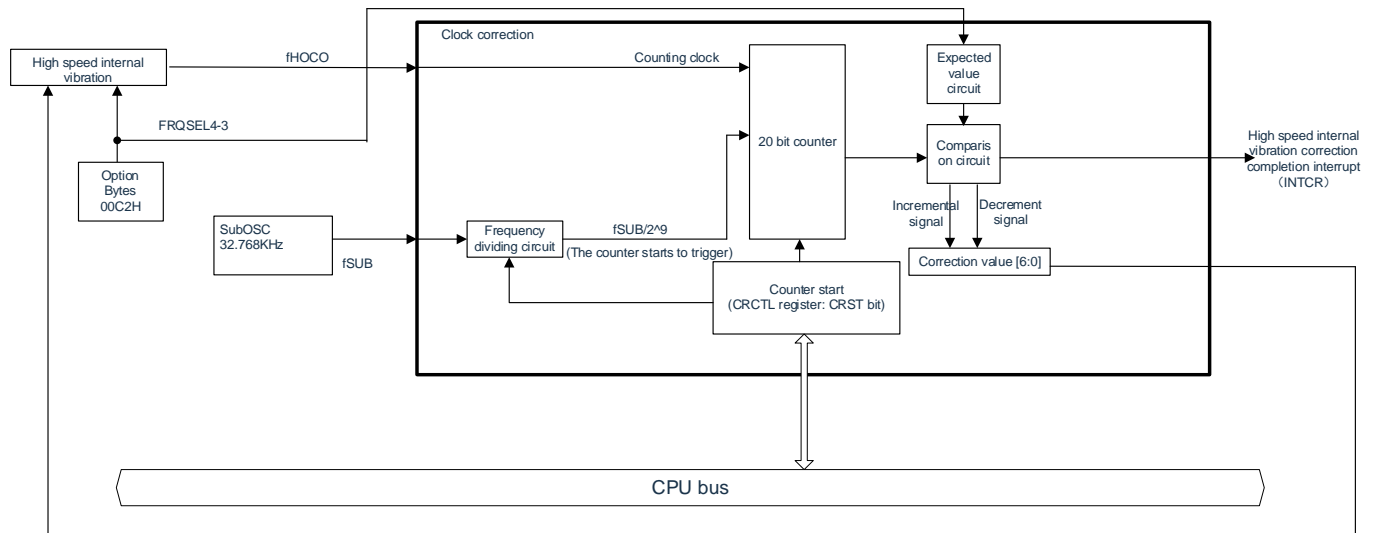 Clock correction
High speed internal
vibration
fHOCO
Counting clock
Expected
value
circuit
FRQSEL4-3
20 bit counter
Comparis
on circuit
High speed internal
vibration correction
completion interrupt
（INTCR）
Option
Bytes
00C2H
Incremental
signal
Decrement
signal
SubOSC
32.768KHz
fSUB
Frequency
dividing circuit
fSUB/2^9
(The counter starts to trigger)
Correction value [6:0]
Counter start
(CRCTL register: CRST bit)
CPU bus